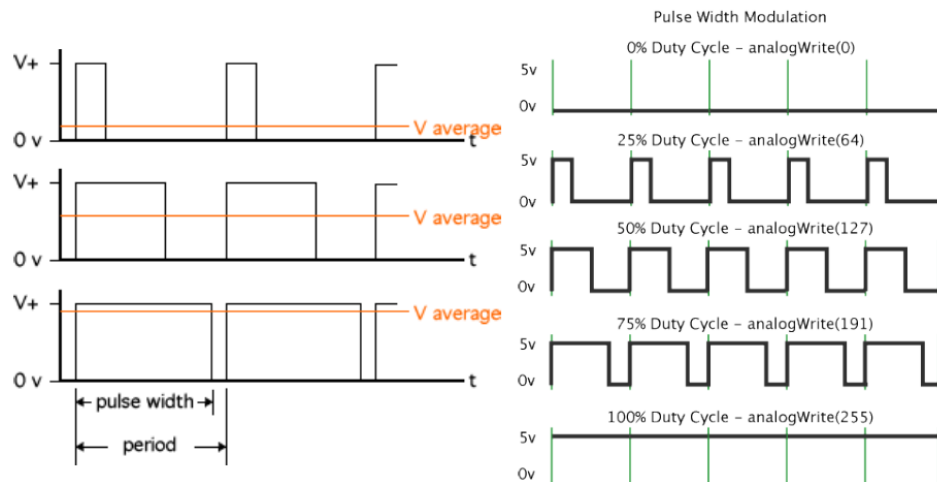 V+
V average
0 v
t
V+
V average
0 v
t
V+
V average
0 v
t
pulse width
period
Pulse Width Modulation
0% Duty Cycle – analogWrite(0)
5v
0v
25% Duty Cycle – analogWrite(64)
5v
0v
50% Duty Cycle – analogWrite(127)
5v
0v
75% Duty Cycle – analogWrite(191)
5v
0v
100% Duty Cycle – analogWrite(255)
5v
0v